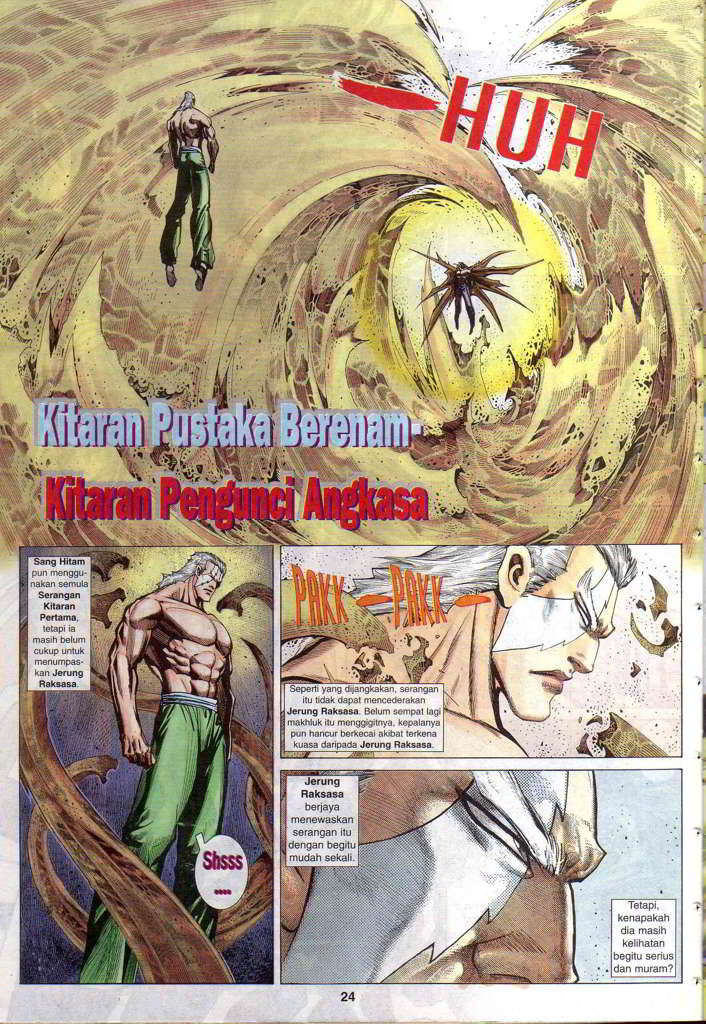 HUH
Kitaran Pustaka Berenam-
Kitaran Pengunci Angkasa
Sang Hitam
pun menggu-
nakan semula
Serangan
Kitaran
Pertama,
tetapi ia
masih belum
cukup untuk
menumpas-
kan Jerung
Raksasa.
Shsss
....
PAKK – PAKK –
Seperti yang dijangkakan, serangan
itu tidak dapat mencederakan
Jerung Raksasa. Belum sempat lagi
makhluk itu menggigitnya, kepalanya
pun hancur berkecai akibat terkena
kuasa daripada Jerung Raksasa.
Jerung
Raksasa
berjaya
menewaskan
serangan itu
dengan begitu
mudah sekali.
Tetapi,
kenapakah
dia masih
kelihatan
begitu serius
dan muram?
24